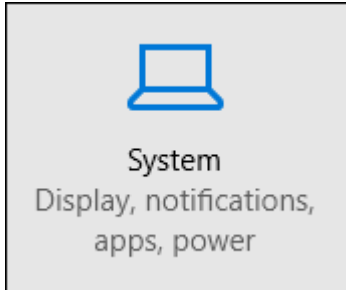 System
Display, notifications,
apps, power